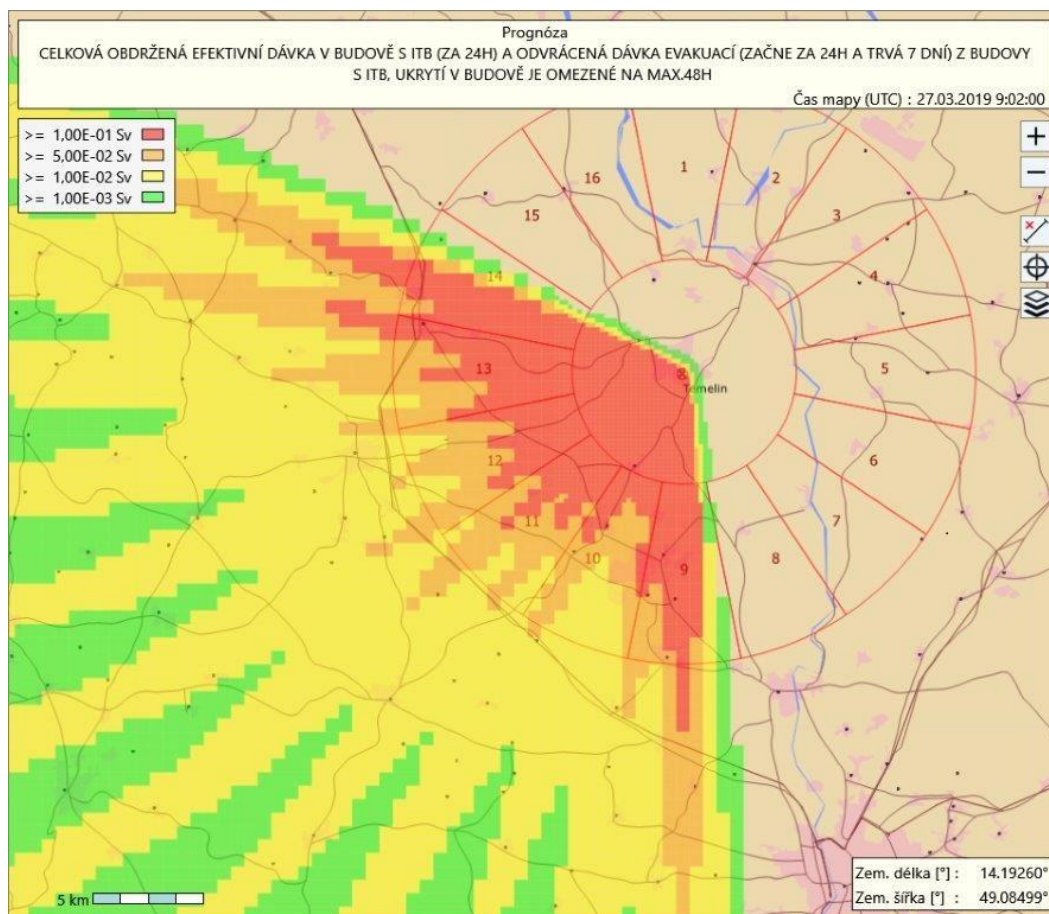 Prognóza
CELKOVÁ OBDRŽENÁ EFEKTIVNÍ DÁVKA V BUDOVĚ S ITB (ZA 24H) A ODVRÁCENÁ DÁVKA EVAKUACÍ (ZAČNE ZA 24H A TRVÁ 7 DNÍ) Z BUDOVY
S ITB, UKRYTÍ V BUDOVĚ JE OMEZENÉ NA MAX.48H
Čas mapy (UTC) : 27.03.2019 9:02:00
>= 1,00E-01 Sv
>= 5,00E-02 Sv
>= 1,00E-02 Sv
>= 1,00E-03 Sv
1
2
3
4
5
6
7
8
9
10
11
12
13
14
15
16
Temelin
5 km
Zem. délka [°] : 14.19260°
Zem. šířka [°] : 49.08499°